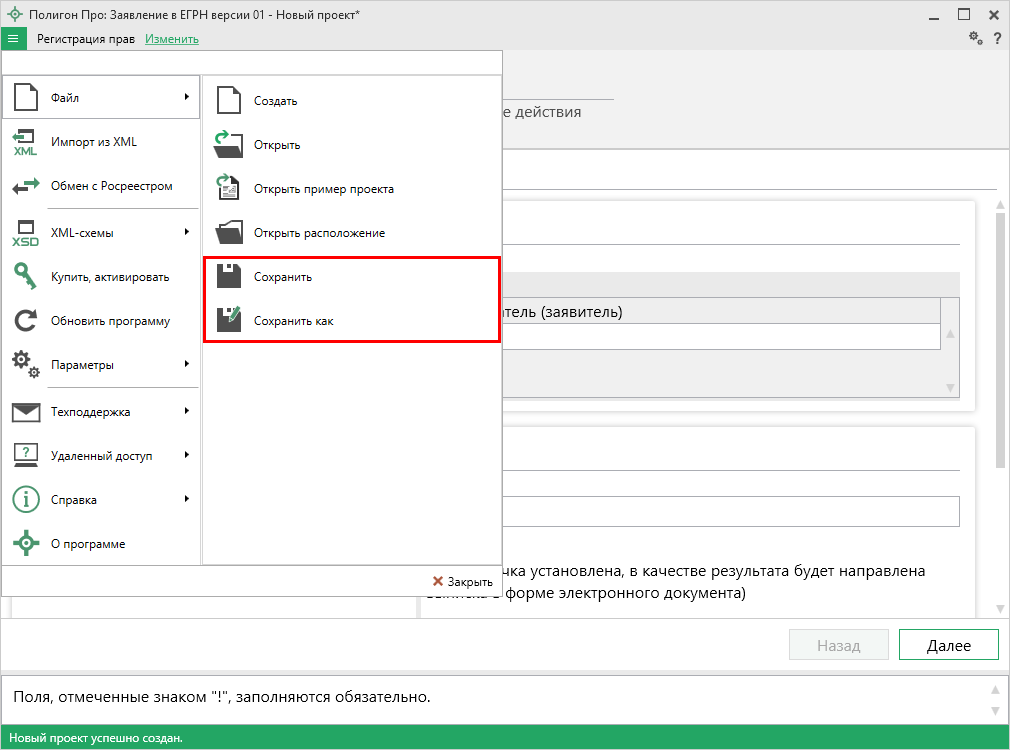 Полигон Про: Заявление в ЕГРН версии 01 - Новый проект*
Регистрация прав Изменить
?
Файл
XML
Импорт из XML
Обмен с Росреестром
XSD
XML-схемы
Купить, активировать
Обновить программу
Параметры
Техподдержка
?
Удаленный доступ
i
Справка
О программе
Создать
Открыть
Открыть пример проекта
Открыть расположение
Сохранить
Сохранить как
Закрыть
е действия
(заявитель)
установлена, в качестве результата будет направлена
форме электронного документа)
Назад Далее
Поля, отмеченные знаком "!", заполняются обязательно.
Новый проект успешно создан.